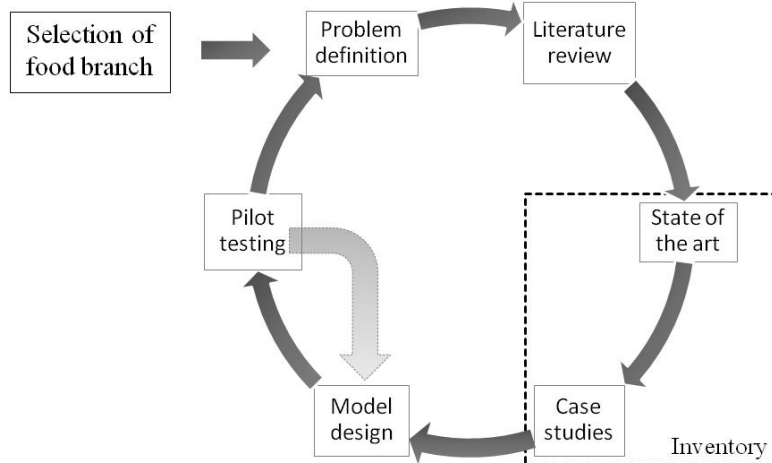 Selection of
food branch
Problem
definition
Literature
review
State of
the art
Case
studies
Inventory
Model
design
Pilot
testing